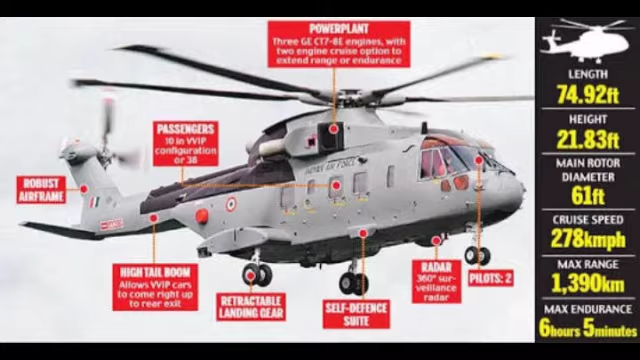 POWERPLANT
Three GE CT7-8E engines, with
two engine cruise option to
extend range or endurance
PASSENGERS
10 in VVIP
configuration
or 38
ROBUST
AIRFRAME
INDIAN AIR FORCE
HIGH TAIL BOOM
Allows VVIP cars
to come right up
to rear exit
RETRACTABLE
LANDING GEAR
SELF-DEFENCE
SUITE
RADAR
360° sur-
veillance
radar
PILOTS: 2
LENGTH
74.92ft
HEIGHT
21.83ft
MAIN ROTOR
DIAMETER
61ft
CRUISE SPEED
278kmph
MAX RANGE
1,390km
MAX ENDURANCE
6hours 5minutes